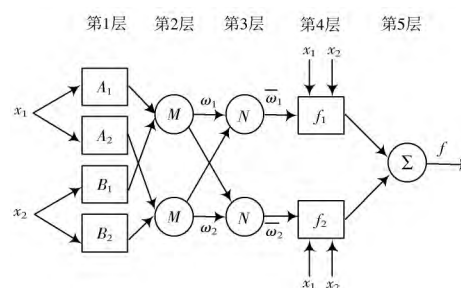 第1层 第2层 第3层 第4层 第5层
x₁ x₂
A₁ M ω₁ N ω̅₁ f₁
x₁
A₂
Σ f
B₁
x₂
B₂ M ω₂ N ω̅₂ f₂
x₁ x₂